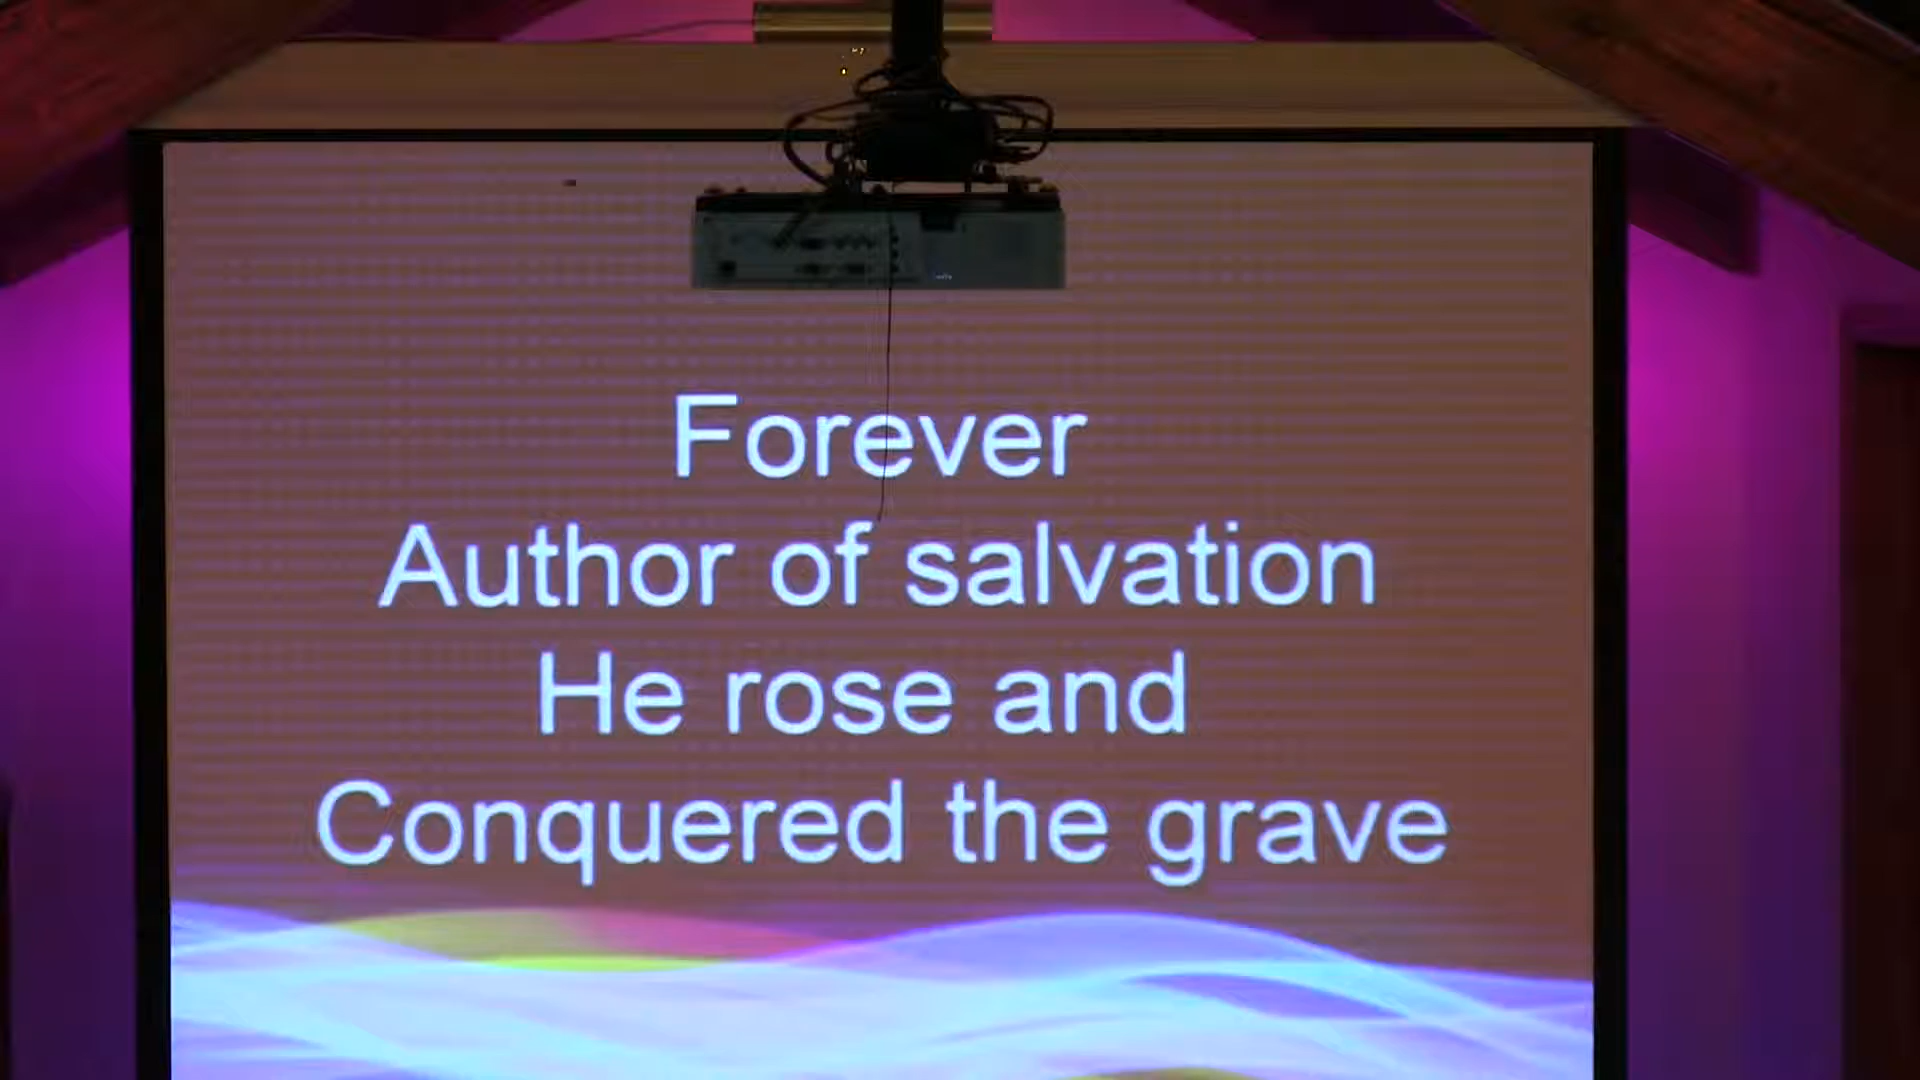 Forever
Author of salvation
He rose and
Conquered the grave